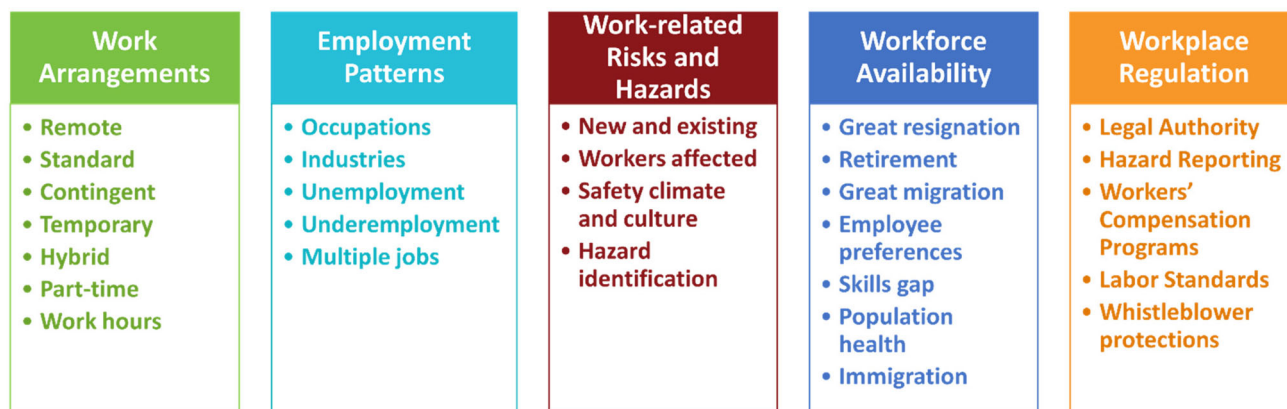 Work
Arrangements
• Remote
• Standard
• Contingent
• Temporary
• Hybrid
• Part-time
• Work hours
Employment
Patterns
• Occupations
• Industries
• Unemployment
• Underemployment
• Multiple jobs
Work-related
Risks and
Hazards
• New and existing
• Workers affected
• Safety climate
and culture
• Hazard
identification
Workforce
Availability
• Great resignation
• Retirement
• Great migration
• Employee
preferences
• Skills gap
• Population
health
• Immigration
Workplace
Regulation
• Legal Authority
• Hazard Reporting
• Workers’
Compensation
Programs
• Labor Standards
• Whistleblower
protections